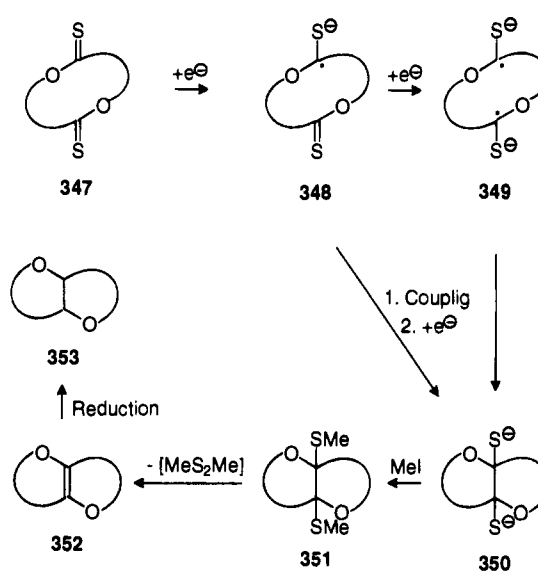 S S⊖ S⊖
O +e⊖ O +e⊖ O
O O O
S S S⊖
347 348 349
O 1. Couplig
2. +e⊖
O
353
Reduction
SMe S⊖
O - [MeS₂Me] O MeI O
O O O
SMe S⊖
352 351 350